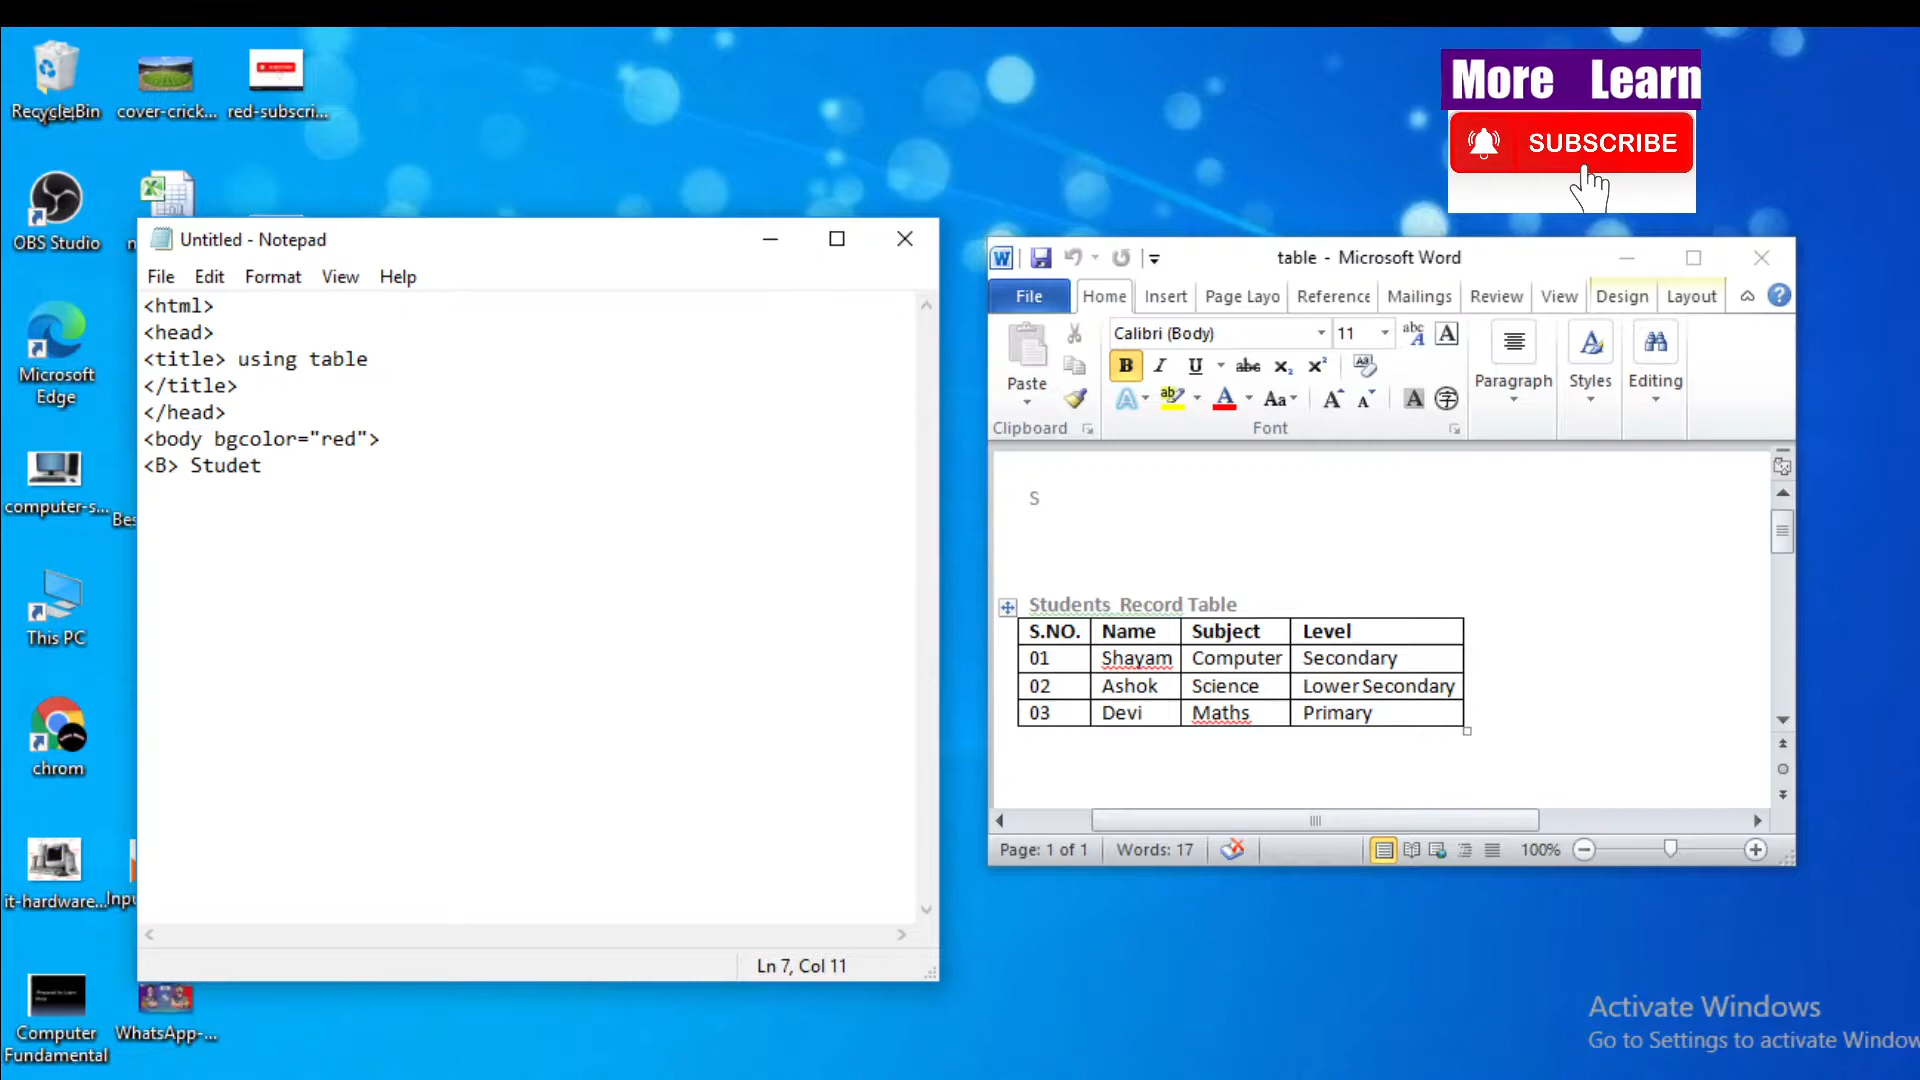 More Learn
SUBSCRIBE
Recycle Bin
cover-crick...
red-subscri...
OBS Studio
Microsoft
Edge
computer-s...
Bes
This PC
chrom
it-hardware...
Inpu
Computer
Fundamental
WhatsApp-...
Untitled - Notepad
File Edit Format View Help
<html>
<head>
<title> using table
</title>
</head>
<body bgcolor="red">
<B> Studet
Ln 7, Col 11
table - Microsoft Word
File Home Insert Page Layo Reference Mailings Review View Design Layout
Calibri (Body) 11
Paste
Paragraph Styles Editing
Clipboard Font
S
Students Record Table
S.NO. Name Subject Level
01 Shayam Computer Secondary
02 Ashok Science Lower Secondary
03 Devi Maths Primary
Page: 1 of 1 Words: 17 100%
Activate Windows
Go to Settings to activate Window